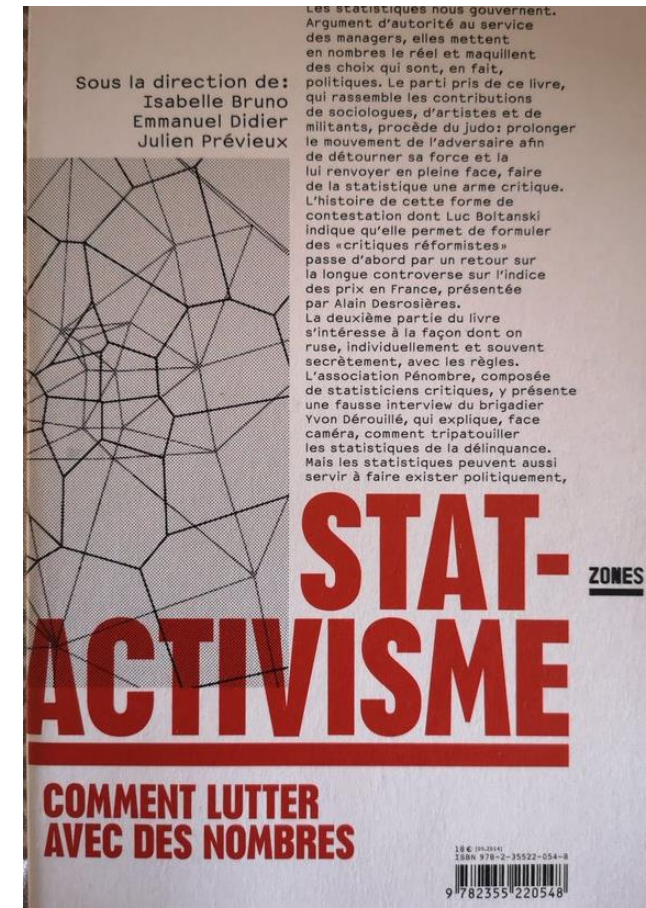 Les statistiques nous gouvernent.
Argument d'autorité au service
des managers, elles mettent
en nombres le réel et maquillent
des choix qui sont, en fait,
politiques. Le parti pris de ce livre,
qui rassemble les contributions
de sociologues, d'artistes et de
militants, procède du judo: prolonger
le mouvement de l'adversaire afin
de détourner sa force et la
lui renvoyer en pleine face, faire
de la statistique une arme critique.
L'histoire de cette forme de
contestation dont Luc Boltanski
indique qu'elle permet de formuler
des «critiques réformistes»
passe d'abord par un retour sur
la longue controverse sur l'indice
des prix en France, présentée
par Alain Desrosières.
La deuxième partie du livre
s'intéresse à la façon dont on
ruse, individuellement et souvent
secrètement, avec les règles.
L'association Pénombre, composée
de statisticiens critiques, y présente
une fausse interview du brigadier
Yvon Dérouillé, qui explique, face
caméra, comment tripatouiller
les statistiques de la délinquance.
Mais les statistiques peuvent aussi
servir à faire exister politiquement,
Sous la direction de:
Isabelle Bruno
Emmanuel Didier
Julien Prévieux
STAT-
ACTIVISME
ZONES
COMMENT LUTTER
AVEC DES NOMBRES
18 € [05.2014]
ISBN 978-2-35522-054-8
9 782355 220548